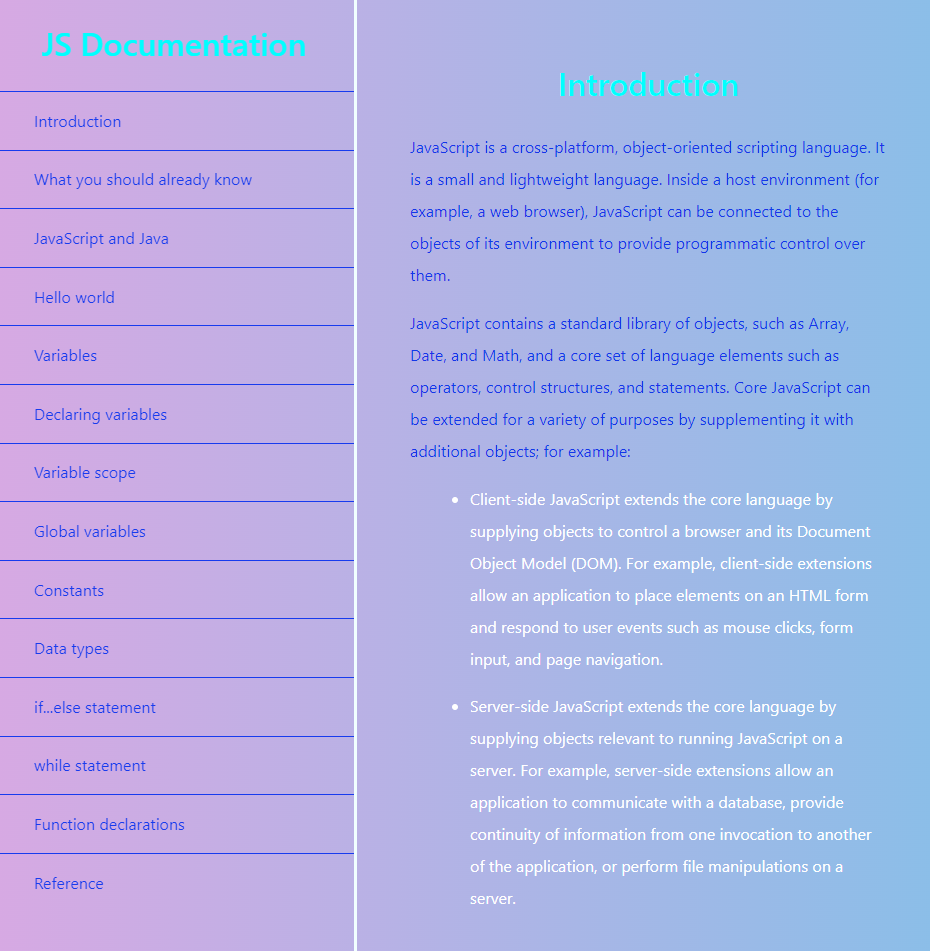 JS Documentation
Introduction
What you should already know
JavaScript and Java
Hello world
Variables
Declaring variables
Variable scope
Global variables
Constants
Data types
if...else statement
while statement
Function declarations
Reference
Introduction
JavaScript is a cross-platform, object-oriented scripting language. It
is a small and lightweight language. Inside a host environment (for
example, a web browser), JavaScript can be connected to the
objects of its environment to provide programmatic control over
them.
JavaScript contains a standard library of objects, such as Array,
Date, and Math, and a core set of language elements such as
operators, control structures, and statements. Core JavaScript can
be extended for a variety of purposes by supplementing it with
additional objects; for example:
• Client-side JavaScript extends the core language by
supplying objects to control a browser and its Document
Object Model (DOM). For example, client-side extensions
allow an application to place elements on an HTML form
and respond to user events such as mouse clicks, form
input, and page navigation.
• Server-side JavaScript extends the core language by
supplying objects relevant to running JavaScript on a
server. For example, server-side extensions allow an
application to communicate with a database, provide
continuity of information from one invocation to another
of the application, or perform file manipulations on a
server.